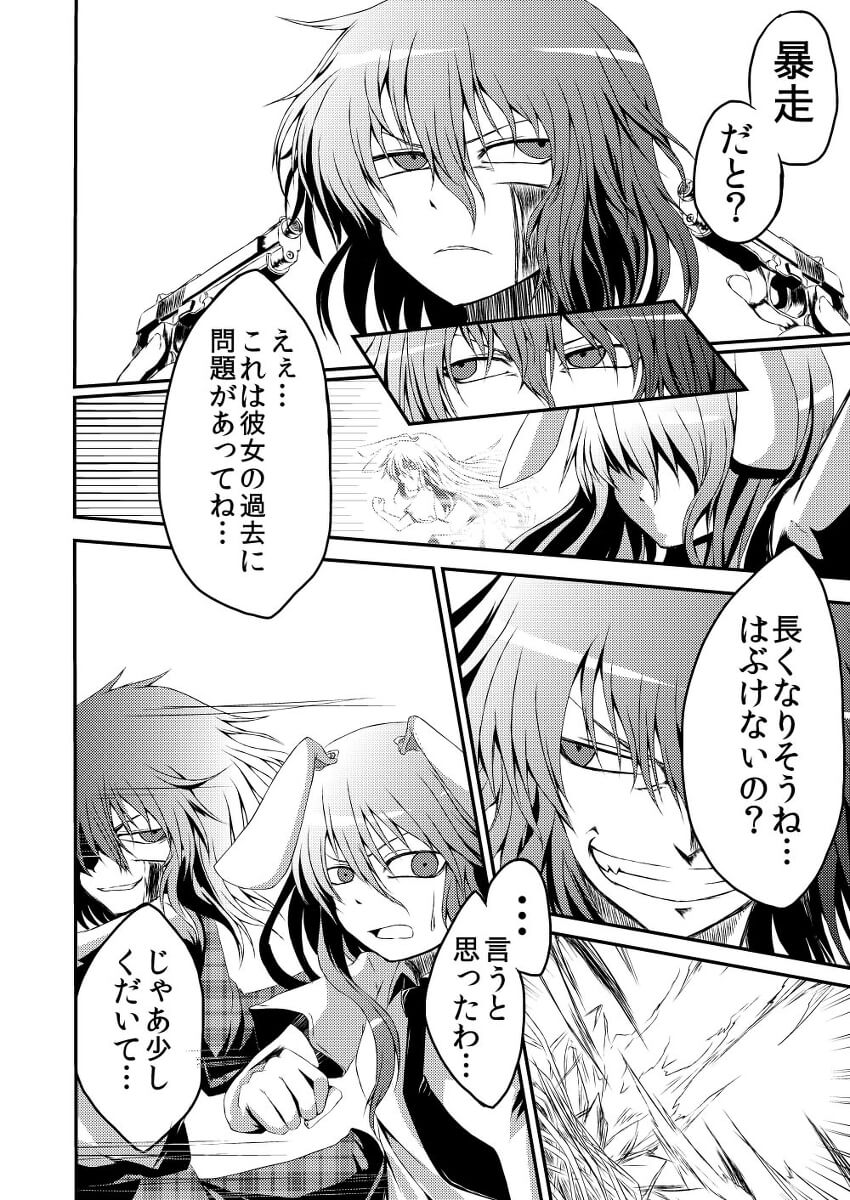 暴走
だと？
えぇ…
これは彼女の過去に
問題があってね…
長くなりそうね…
はぶけないの？
…
言うと
思ったわ…
じゃあ少し
くだいて…